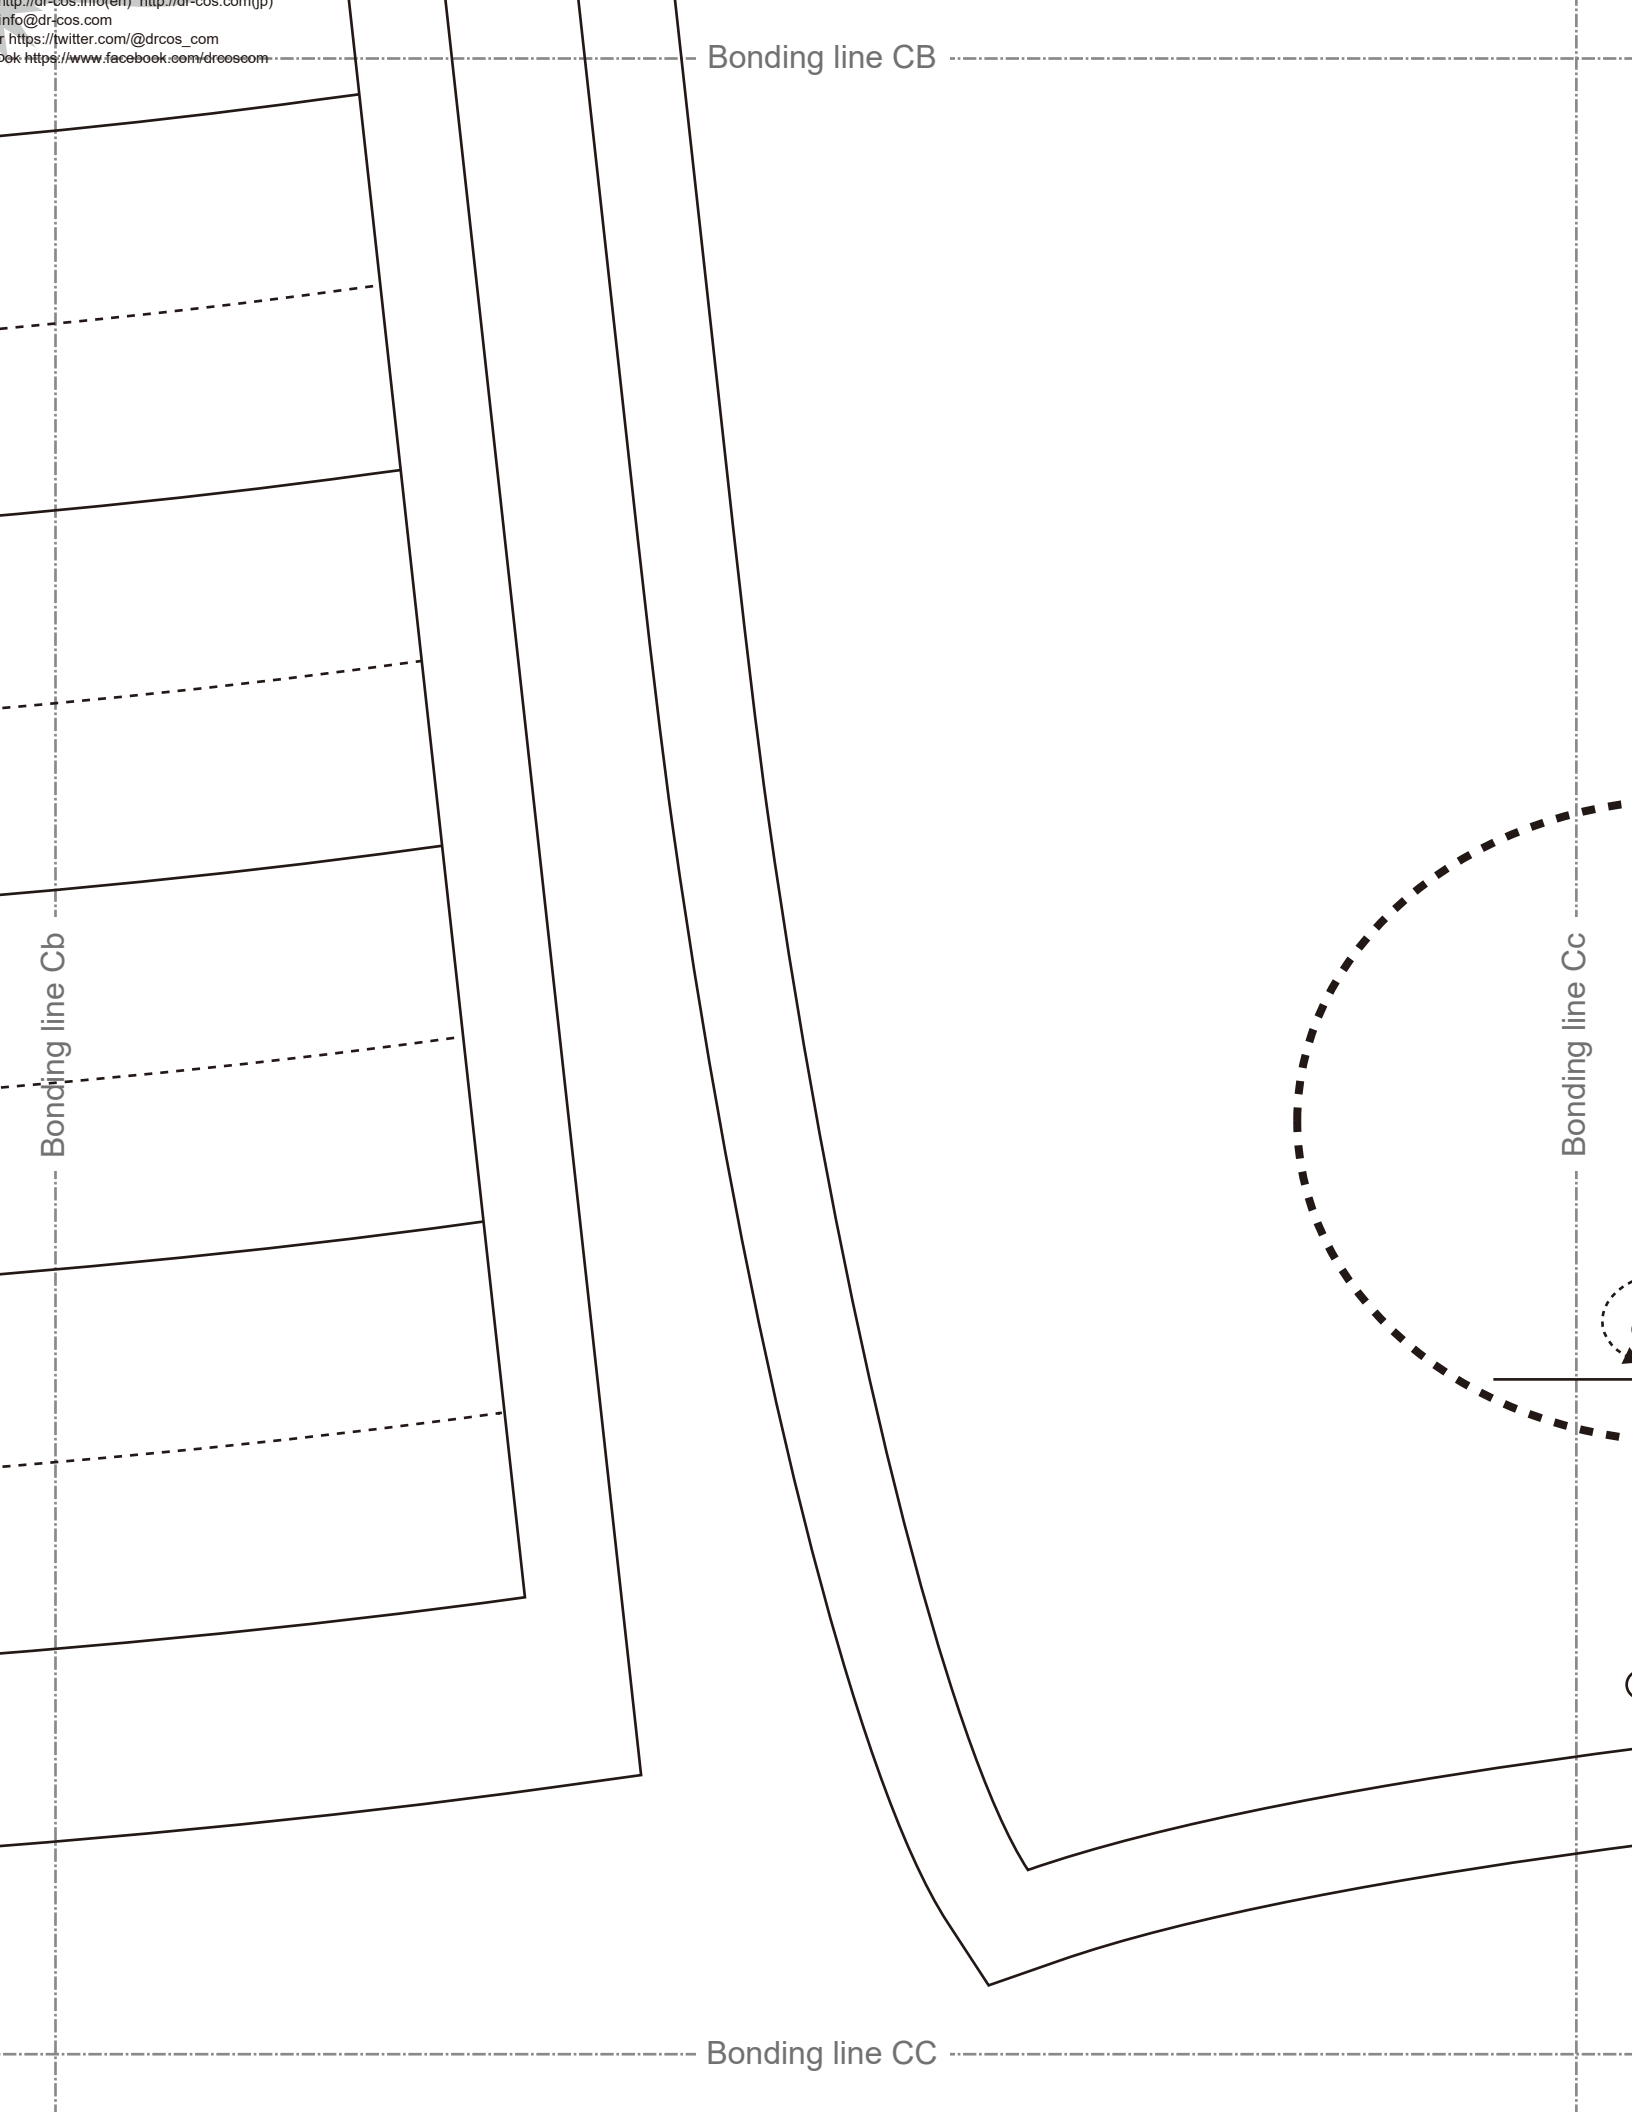 http://dr-cos.info(en) http://dr-cos.com(jp)
info@dr-cos.com
r https://twitter.com/@drcos_com
ook https://www.facebook.com/drcoscom
Bonding line CB
Bonding line Cb
Bonding line Cc
Bonding line CC